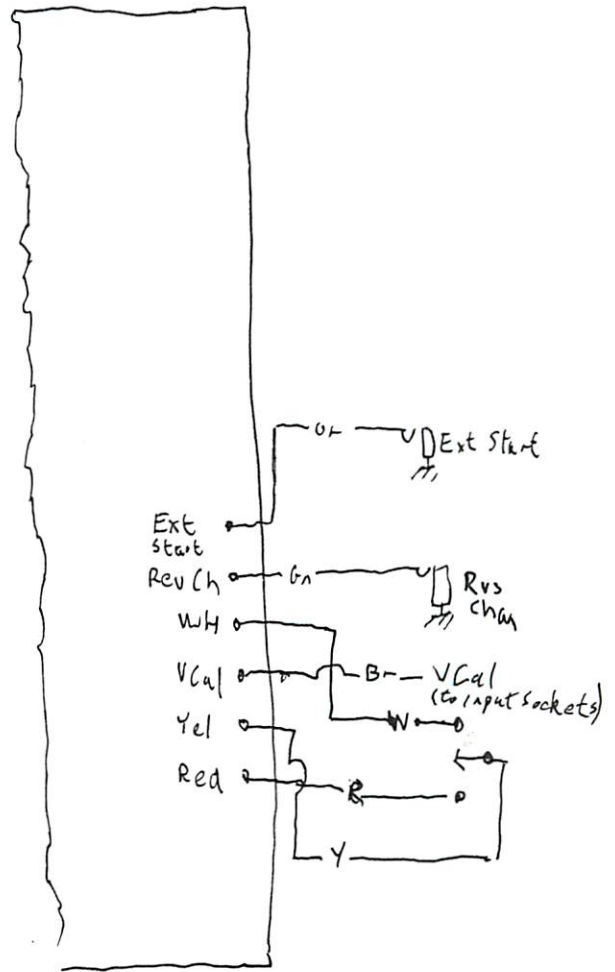 Or
Ext Start
Ext
Start
Rev Ch
Gn
Rvs
Chan
WH
VCal
Br
VCal
(to input sockets)
W
Yel
Red
R
Y